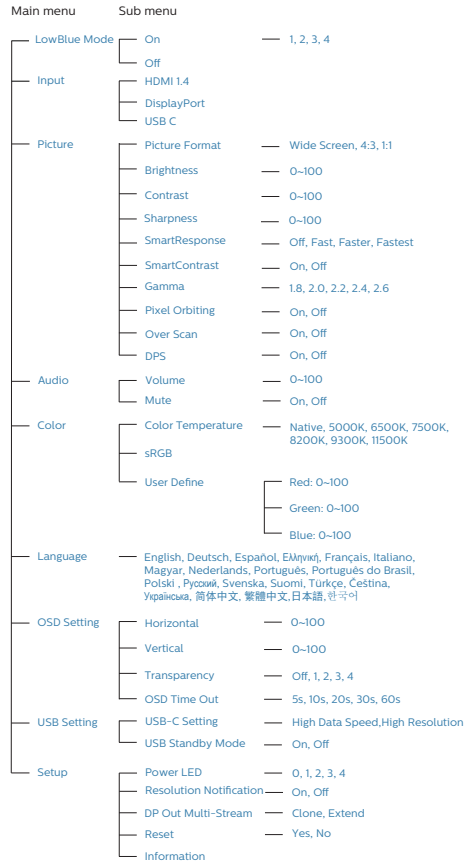 Main menu Sub menu
LowBlue Mode On 1, 2, 3, 4
Off
Input HDMI 1.4
DisplayPort
USB C
Picture Picture Format Wide Screen, 4:3, 1:1
Brightness 0~100
Contrast 0~100
Sharpness 0~100
SmartResponse Off, Fast, Faster, Fastest
SmartContrast On, Off
Gamma 1.8, 2.0, 2.2, 2.4, 2.6
Pixel Orbiting On, Off
Over Scan On, Off
DPS On, Off
Audio Volume 0~100
Mute On, Off
Color Color Temperature Native, 5000K, 6500K, 7500K,
8200K, 9300K, 11500K
sRGB
User Define Red: 0~100
Green: 0~100
Blue: 0~100
Language English, Deutsch, Español, Ελληνική, Français, Italiano,
Magyar, Nederlands, Português, Português do Brasil,
Polski , Русский, Svenska, Suomi, Türkçe, Čeština,
Українська, 简体中文, 繁體中文,日本語,한국어
OSD Setting Horizontal 0~100
Vertical 0~100
Transparency Off, 1, 2, 3, 4
OSD Time Out 5s, 10s, 20s, 30s, 60s
USB Setting USB-C Setting High Data Speed,High Resolution
USB Standby Mode On, Off
Setup Power LED 0, 1, 2, 3, 4
Resolution Notification On, Off
DP Out Multi-Stream Clone, Extend
Reset Yes, No
Information